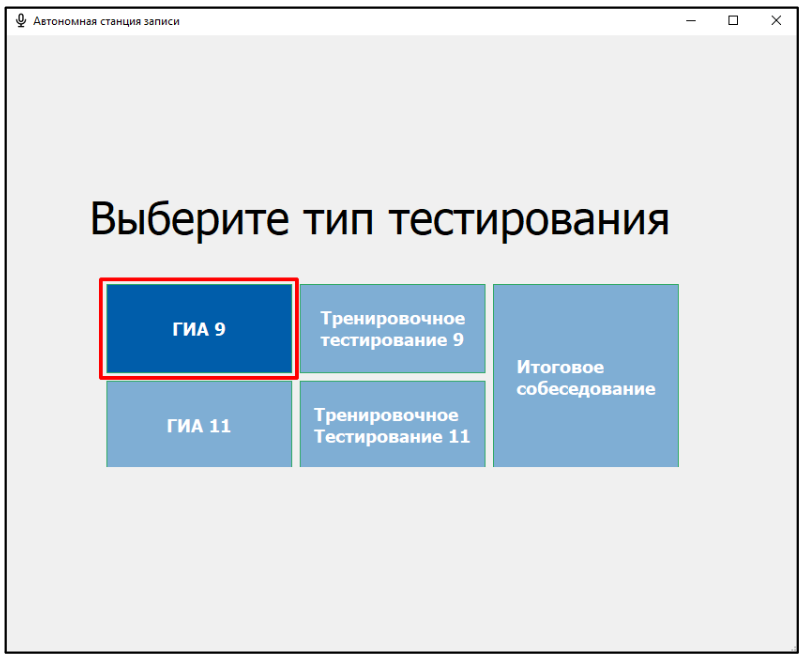 Автономная станция записи
Выберите тип тестирования
ГИА 9
Тренировочное
тестирование 9
Итоговое
собеседование
ГИА 11
Тренировочное
Тестирование 11